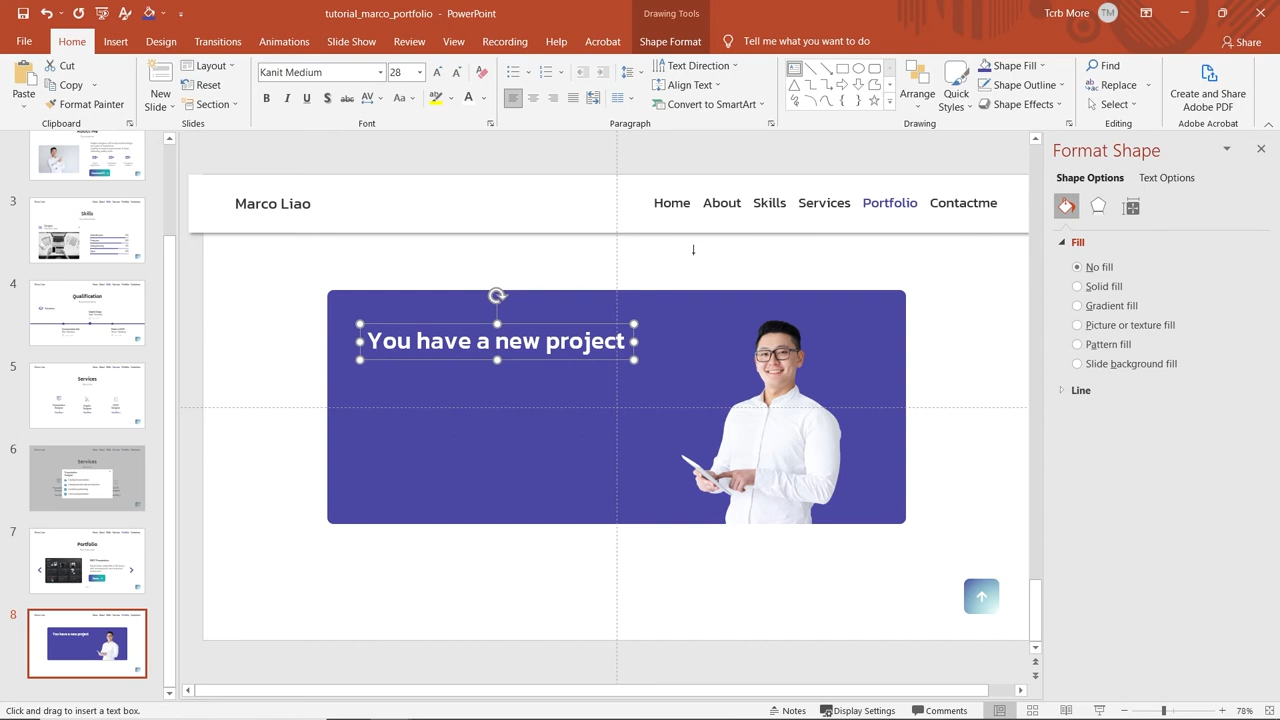 tutorial_marco_portfolio - PowerPoint
Drawing Tools
Tcrb More
TM
File
Home
Insert
Design
Transitions
Animations
Slide Show
Review
View
Recording
Help
Acrobat
Shape Format
Tell me what you want to do
Share
Paste
Cut
Copy
Format Painter
Clipboard
New Slide
Layout
Reset
Section
Slides
Kanit Medium
28
Font
Paragraph
Text Direction
Align Text
Convert to SmartArt
Arrange
Quick Styles
Shape Fill
Shape Outline
Shape Effects
Drawing
Find
Replace
Select
Editing
Create and Share Adobe PDF
Adobe Acrobat
3
Skills
4
Qualification
5
Services
6
Services
7
Portfolio
8
You have a new project
Marco Liao
Home About Skills Serv ces Portfolio Contactme
You have a new project
Format Shape
Shape Options
Text Options
Fill
No fill
Solid fill
Gradient fill
Picture or texture fill
Pattern fill
Slide background fill
Line
Click and drag to insert a text box.
Notes
Display Settings
Comments
78%